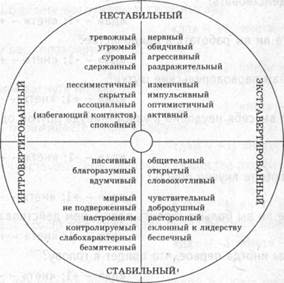 НЕСТАБИЛЬНЫЙ
тревожный
угрюмый
суровый
сдержанный
пессимистичный
скрытый
ассоциальный
(избегающий контактов)
спокойный
нервный
обидчивый
агрессивный
раздражительный
изменчивый
импульсивный
оптимистичный
активный
ИНТРОВЕРТИРОВАННЫЙ
ЭКСТРАВЕРТИРОВАННЫЙ
пассивный
благоразумный
вдумчивый
мирный
не подверженный
настроениям
контролируемый
слабохарактерный
безмятежный
общительный
открытый
словоохотливый
чувствительный
добродушный
расторопный
склонный к лидерству
беспечный
СТАБИЛЬНЫЙ